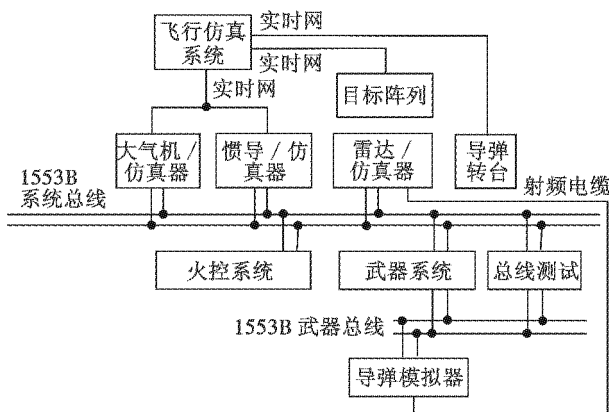 飞行仿真
系统
实时网
实时网
实时网
目标阵列
大气机/
仿真器
惯导/仿
真器
雷达/
仿真器
导弹
转台
1553B
系统总线
射频电缆
火控系统
武器系统
总线测试
1553B 武器总线
导弹模拟器